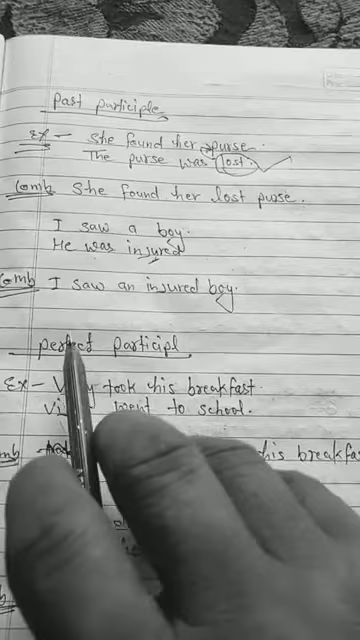 Past participle
Ex - She found her purse.
The purse was lost.
Comb She found her lost purse.
I saw a boy.
He was injured
Comb I saw an injured boy.
perfect participl
Ex - took his breakfast.
went to school.
his breakfa